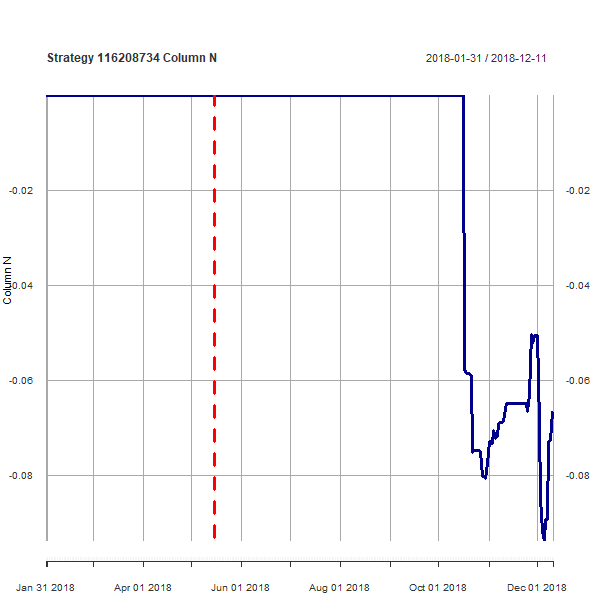 Strategy 116208734 Column N
2018-01-31 / 2018-12-11
-0.02
-0.02
Column N
-0.04
-0.04
-0.06
-0.06
-0.08
-0.08
Jan 31 2018
Apr 01 2018
Jun 01 2018
Aug 01 2018
Oct 01 2018
Dec 01 2018